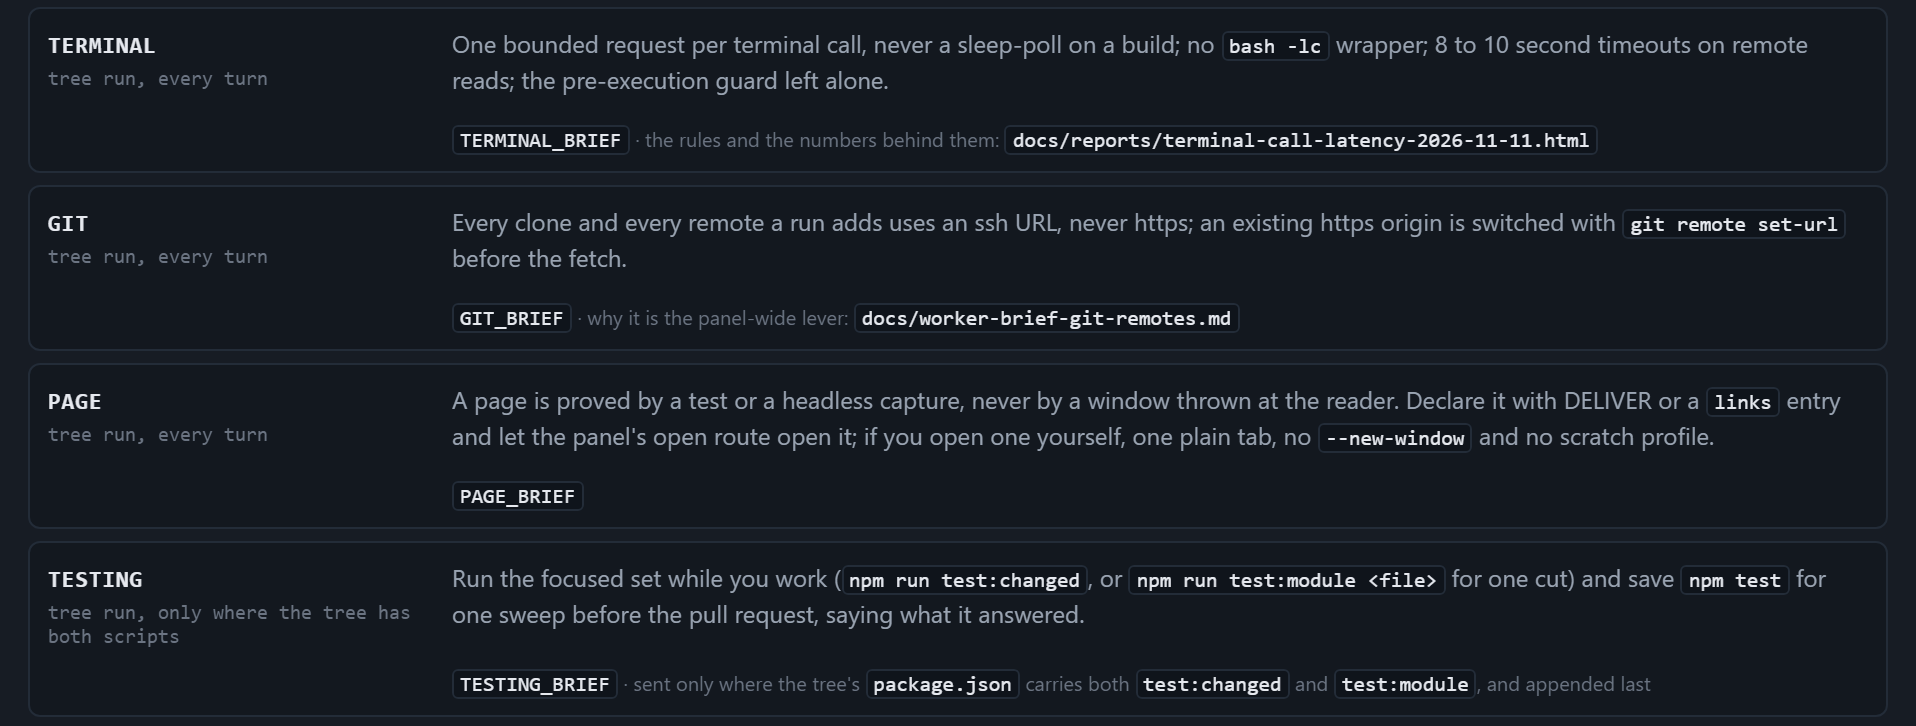 TERMINAL
tree run, every turn
One bounded request per terminal call, never a sleep-poll on a build; no bash -lc wrapper; 8 to 10 second timeouts on remote
reads; the pre-execution guard left alone.
TERMINAL_BRIEF · the rules and the numbers behind them: docs/reports/terminal-call-latency-2026-11-11.html
GIT
tree run, every turn
Every clone and every remote a run adds uses an ssh URL, never https; an existing https origin is switched with git remote set-url
before the fetch.
GIT_BRIEF · why it is the panel-wide lever: docs/worker-brief-git-remotes.md
PAGE
tree run, every turn
A page is proved by a test or a headless capture, never by a window thrown at the reader. Declare it with DELIVER or a links entry
and let the panel's open route open it; if you open one yourself, one plain tab, no --new-window and no scratch profile.
PAGE_BRIEF
TESTING
tree run, only where the tree has
both scripts
Run the focused set while you work (npm run test:changed, or npm run test:module <file> for one cut) and save npm test for
one sweep before the pull request, saying what it answered.
TESTING_BRIEF · sent only where the tree's package.json carries both test:changed and test:module, and appended last